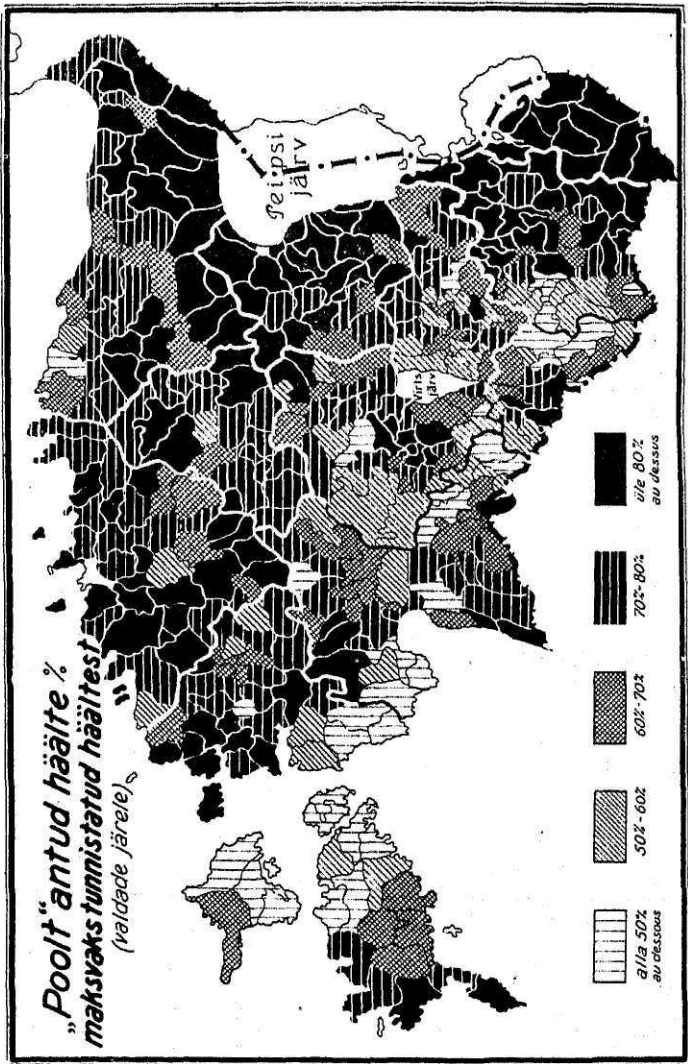 „Poolt“ antud häälte %
maksvaks tunnistatud häältest
(valdade järele)
Peipsi
järv
Virts
järv
alla 50%
au dessous
50%-60%
60%-70%
70%-80%
üle 80%
au dessus